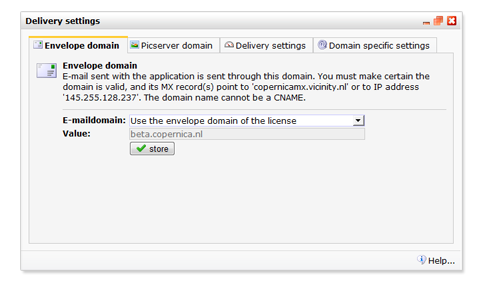 Delivery settings
Envelope domain Picserver domain Delivery settings Domain specific settings
Envelope domain
E-mail sent with the application is sent through this domain. You must make certain
the domain is valid, and its MX record(s) point to 'copernicamx.vicinity.nl' or to IP address
'145.255.128.237'. The domain name cannot be a CNAME.
E-maildomain: Use the envelope domain of the license
Value: beta.copernica.nl
store
Help...